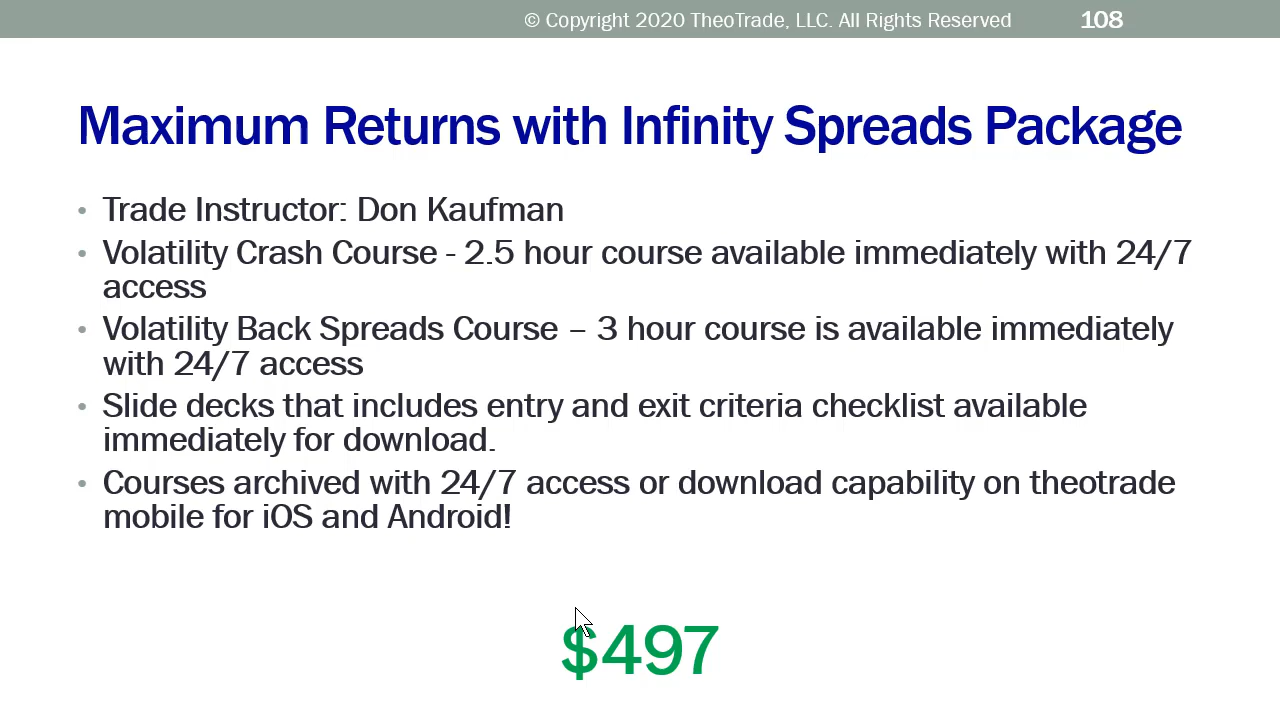 © Copyright 2020 TheoTrade, LLC. All Rights Reserved 108
Maximum Returns with Infinity Spreads Package
• Trade Instructor: Don Kaufman
• Volatility Crash Course - 2.5 hour course available immediately with 24/7
access
• Volatility Back Spreads Course – 3 hour course is available immediately
with 24/7 access
• Slide decks that includes entry and exit criteria checklist available
immediately for download.
• Courses archived with 24/7 access or download capability on theotrade
mobile for iOS and Android!
$497